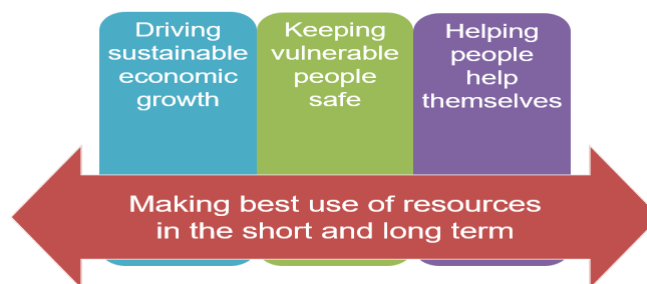 Driving
sustainable
economic
growth
Keeping
vulnerable
people
safe
Helping
people
help
themselves
Making best use of resources
in the short and long term